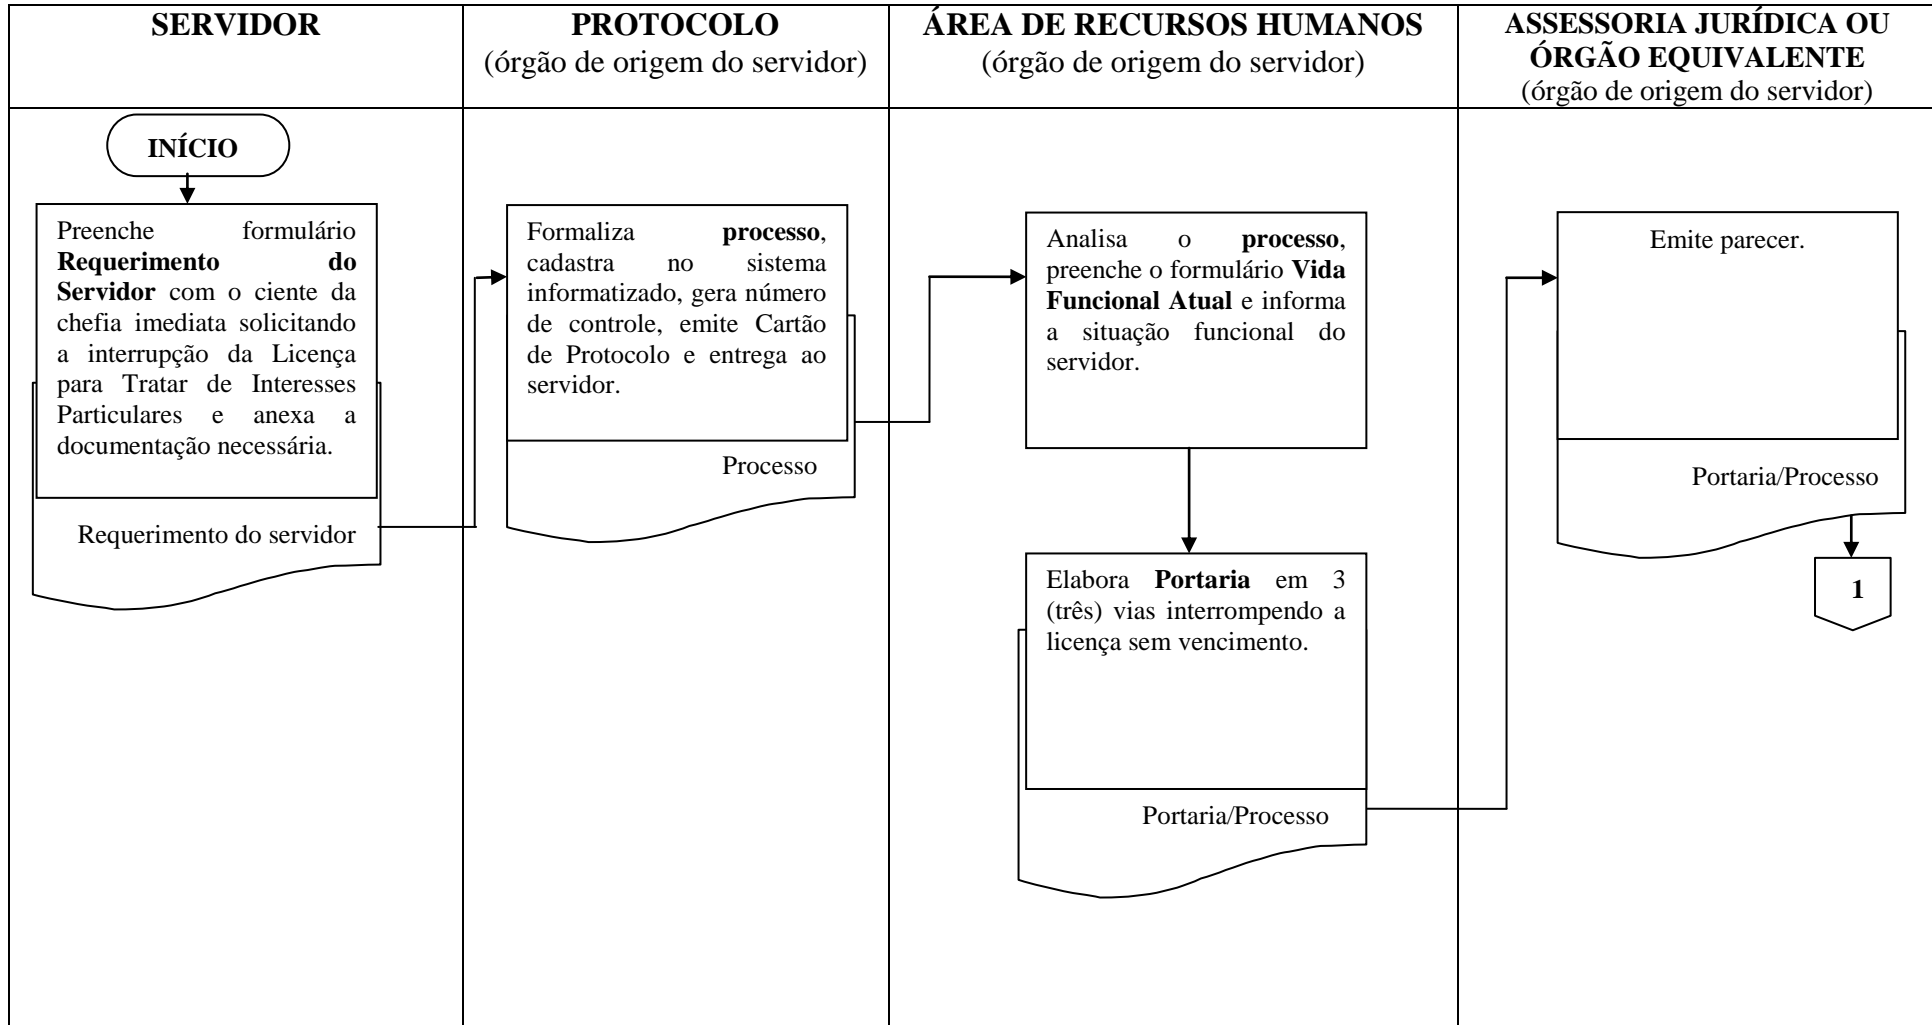 SERVIDOR
PROTOCOLO
(órgão de origem do servidor)
ÁREA DE RECURSOS HUMANOS
(órgão de origem do servidor)
ASSESSORIA JURÍDICA OU
ÓRGÃO EQUIVALENTE
(órgão de origem do servidor)
INÍCIO
Preenche formulário
Requerimento do
Servidor com o ciente da
chefia imediata solicitando
a interrupção da Licença
para Tratar de Interesses
Particulares e anexa a
documentação necessária.
Requerimento do servidor
Formaliza processo,
cadastra no sistema
informatizado, gera número
de controle, emite Cartão
de Protocolo e entrega ao
servidor.
Processo
Analisa o processo,
preenche o formulário Vida
Funcional Atual e informa
a situação funcional do
servidor.
Elabora Portaria em 3
(três) vias interrompendo a
licença sem vencimento.
Portaria/Processo
Emite parecer.
Portaria/Processo
1